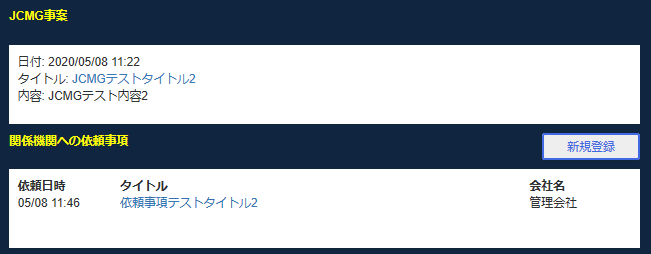 JCMG事案
日付: 2020/05/08 11:22
タイトル: JCMGテストタイトル2
内容: JCMGテスト内容2
関係機関への依頼事項 新規登録
依頼日時 タイトル 会社名
05/08 11:46 依頼事項テストタイトル2 管理会社